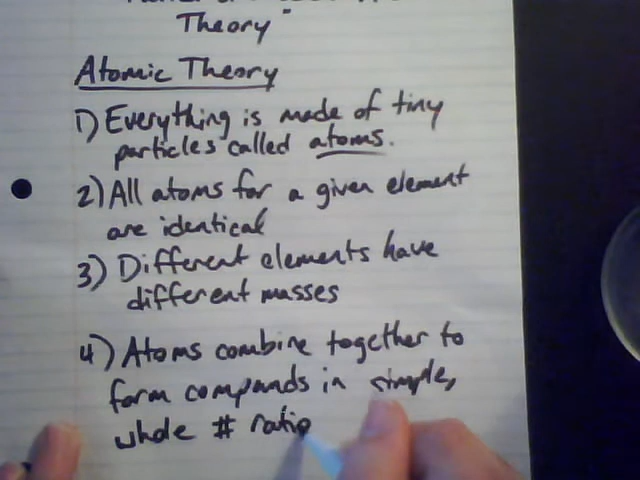 Theory"
Atomic Theory
1) Everything is made of tiny
particles called atoms.
2) All atoms for a given element
are identical
3) Different elements have
different masses
4) Atoms combine together to
form compunds in simple,
whole # ratio